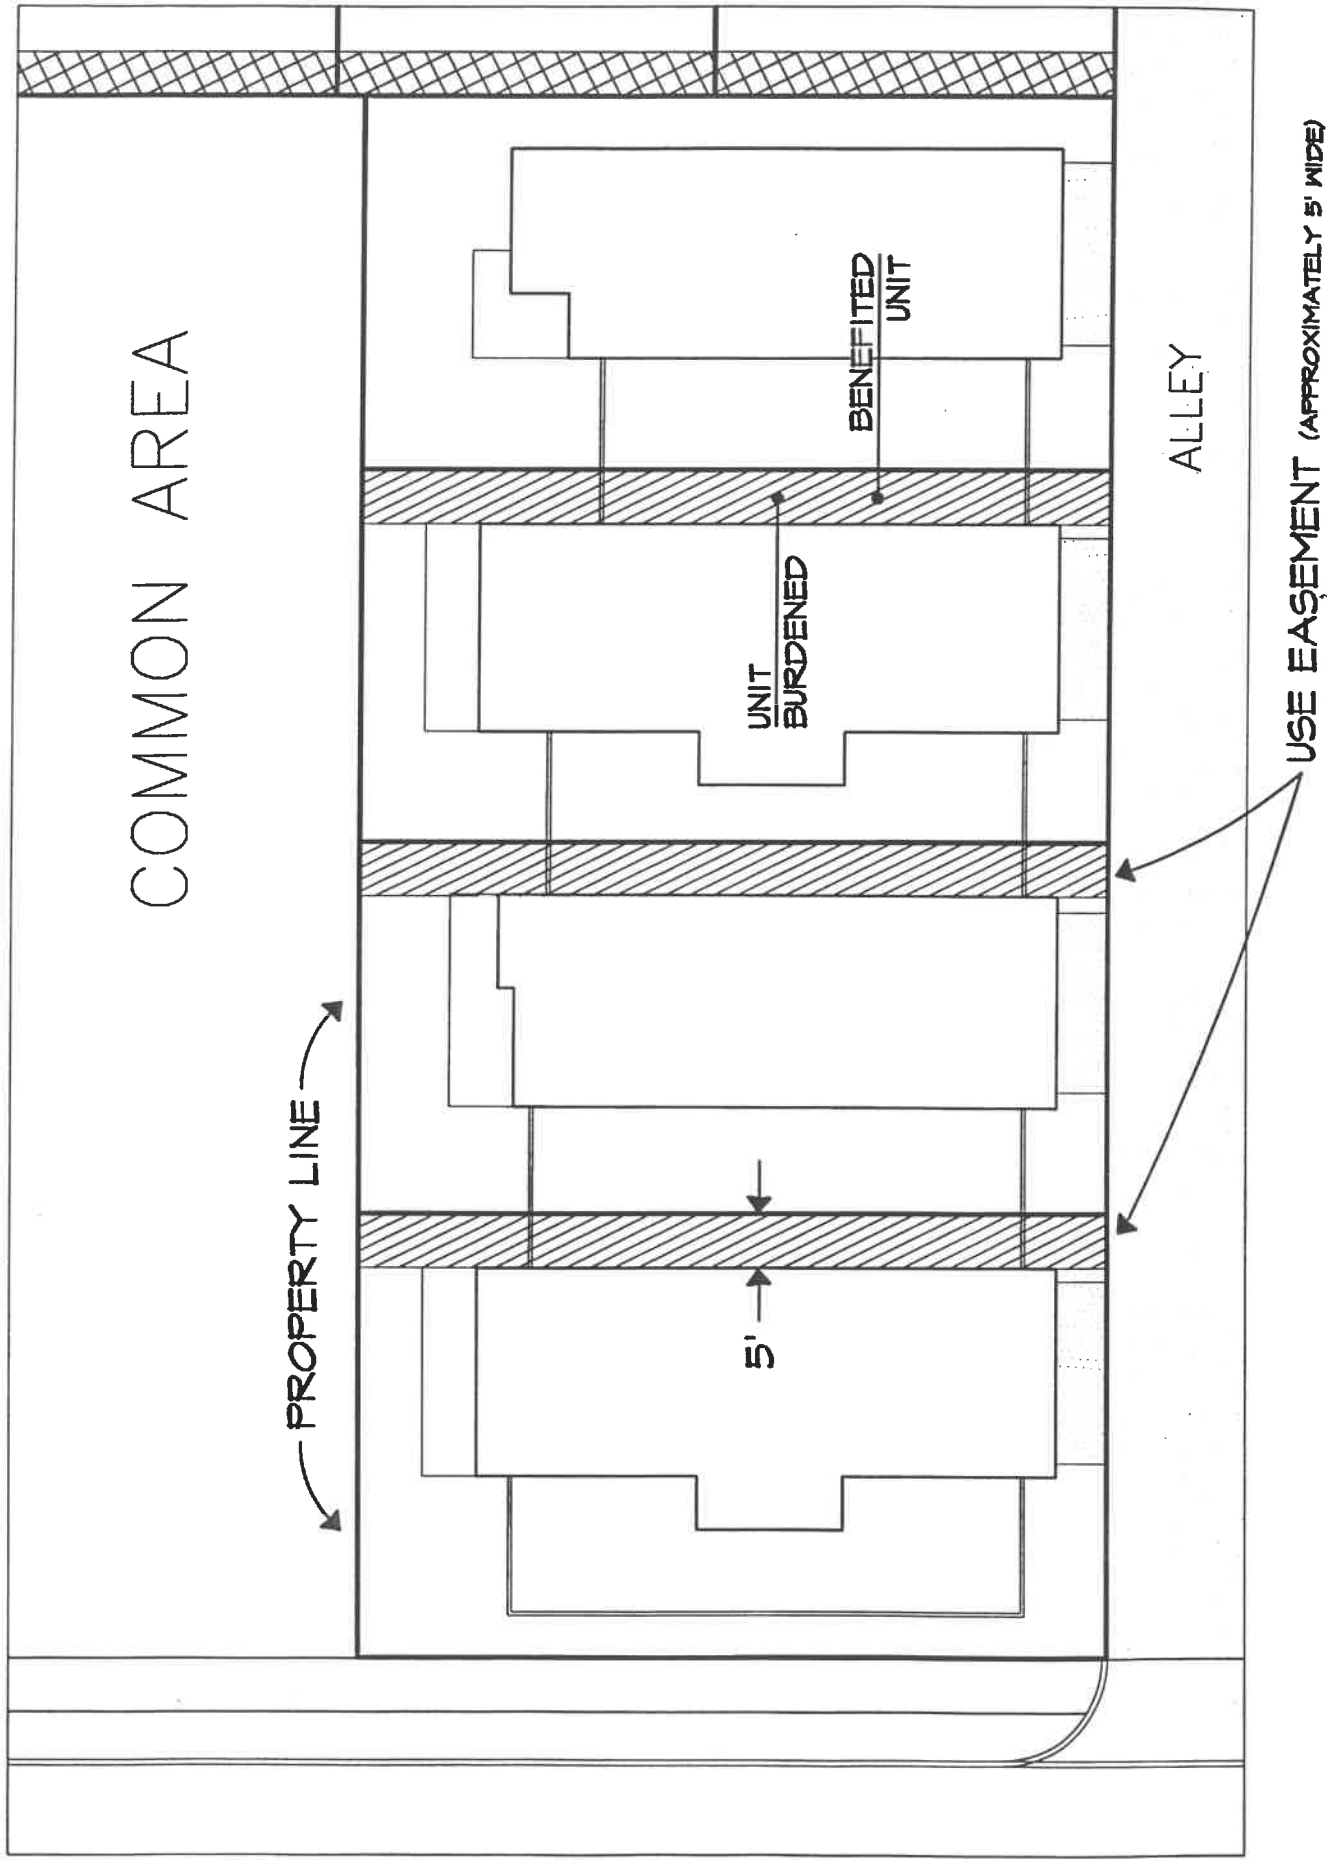 COMMON AREA
PROPERTY LINE
UNIT
BURDENED
BENEFITED
UNIT
5'
ALLEY
USE EASEMENT (APPROXIMATELY 5' WIDE)